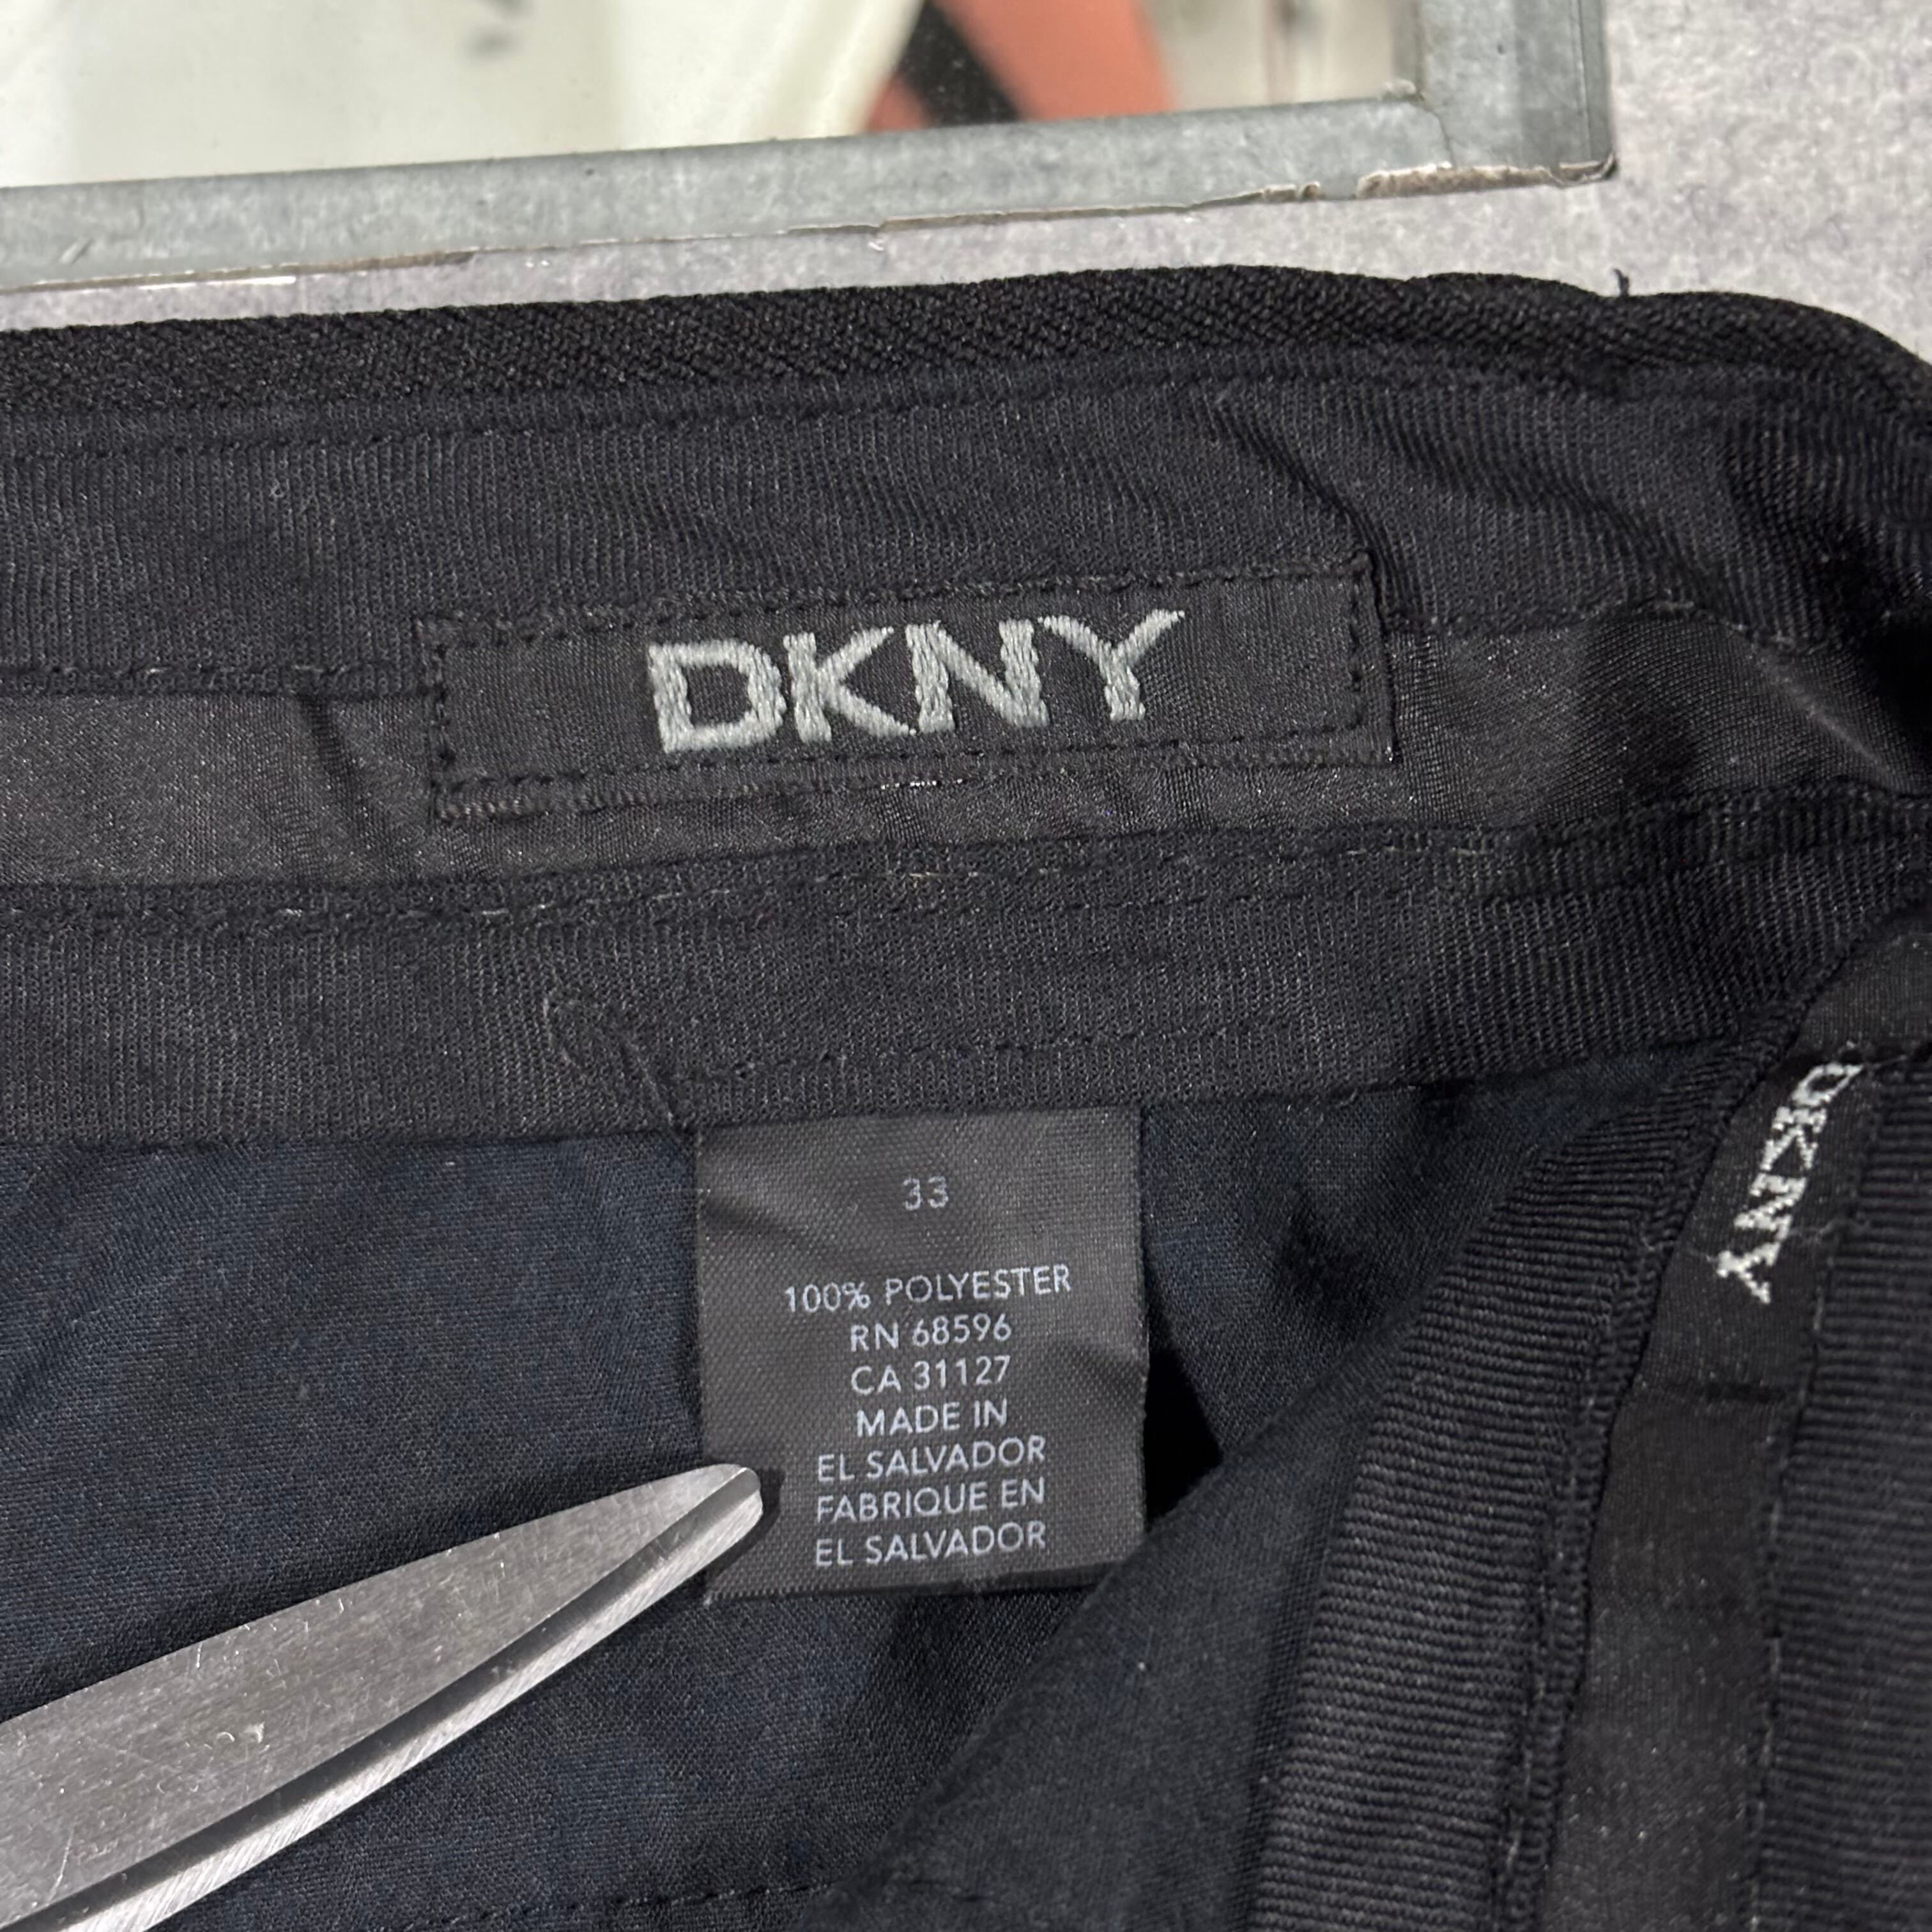 DKNY
DKNY
33
100% POLYESTER
RN 68596
CA 31127
MADE IN
EL SALVADOR
FABRIQUE EN
EL SALVADOR